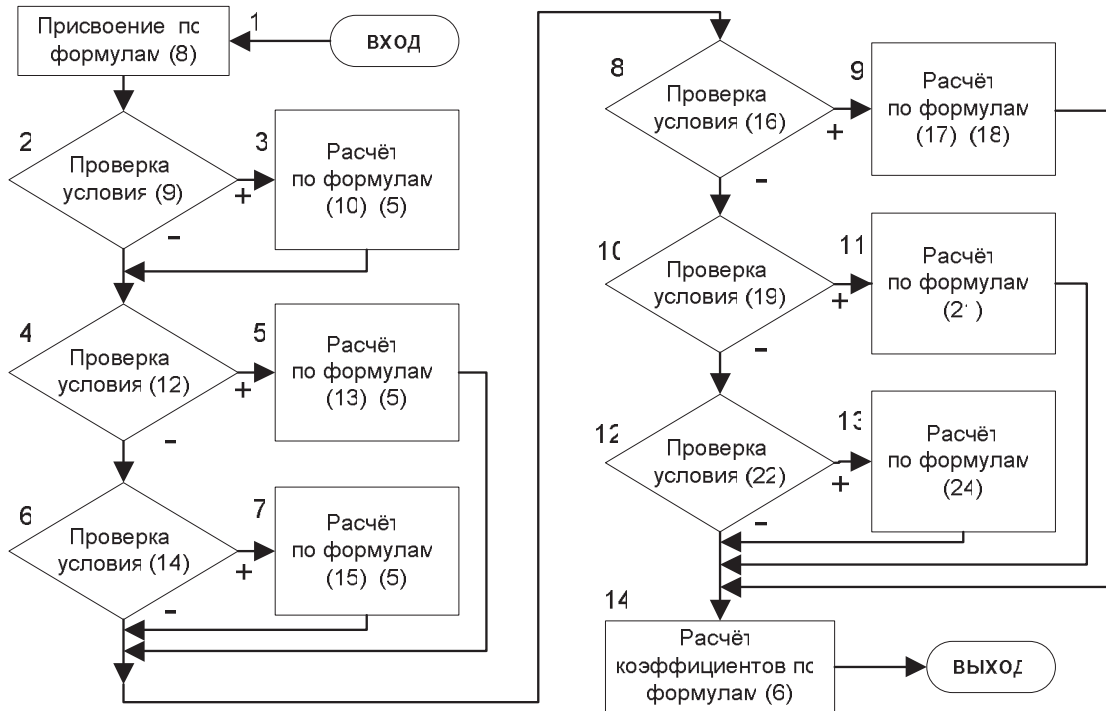 1
Присвоение по
формулам (8)
ВХОД
2
Проверка
условия (9)
+
-
3
Расчёт
по формулам
(10) (5)
4
Проверка
условия (12)
+
-
5
Расчёт
по формулам
(13) (5)
6
Проверка
условия (14)
+
-
7
Расчёт
по формулам
(15) (5)
8
Проверка
условия (16)
+
-
9
Расчёт
по формулам
(17) (18)
10
Проверка
условия (19)
+
-
11
Расчёт
по формулам
(21)
12
Проверка
условия (22)
+
-
13
Расчёт
по формулам
(24)
14
Расчёт
коэффициентов по
формулам (6)
ВЫХОД